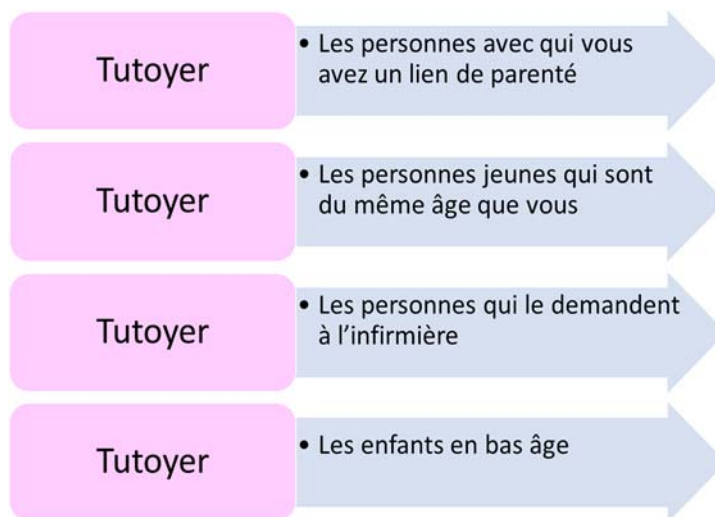 Tutoyer
• Les personnes avec qui vous
avez un lien de parenté
Tutoyer
• Les personnes jeunes qui sont
du même âge que vous
Tutoyer
• Les personnes qui le demandent
à l’infirmière
Tutoyer
• Les enfants en bas âge